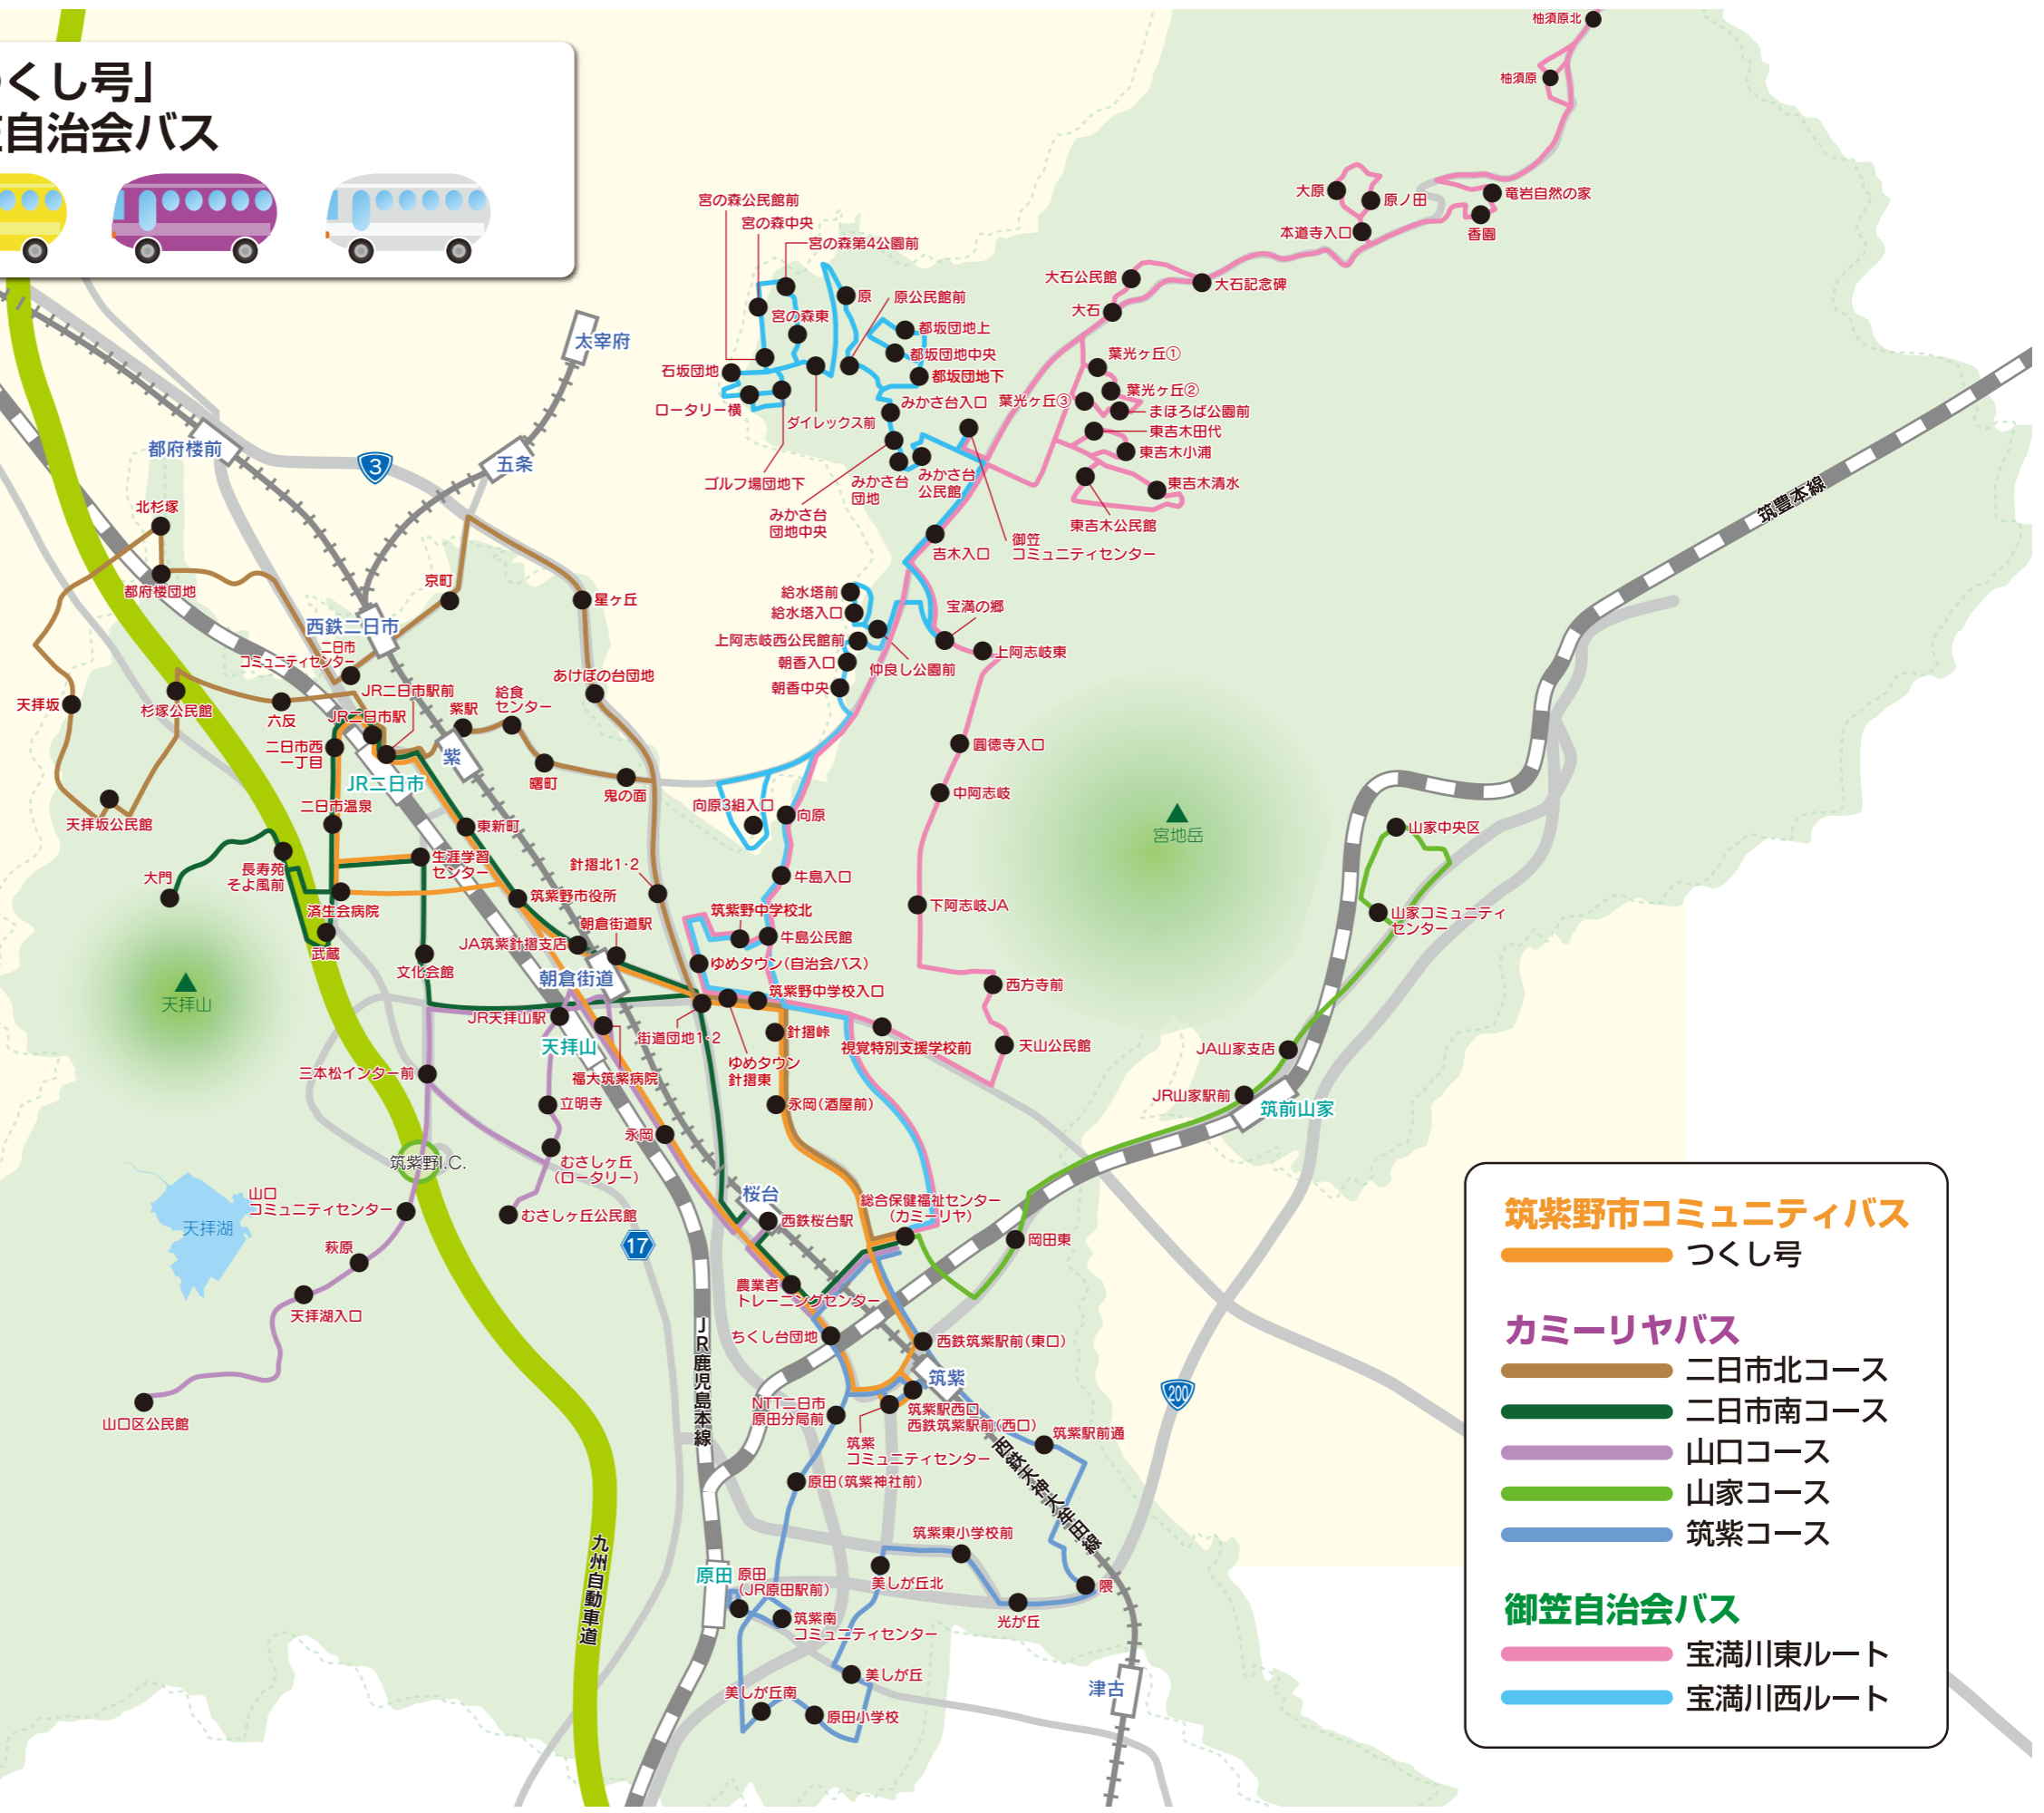 つくし号」
自治会バス
柚須原北
柚須原
大原
原ノ田
竜岩自然の家
香園
本道寺入口
大石公民館
大石記念碑
大石
宮の森公民館前
宮の森中央
宮の森第4公園前
原
原公民館前
宮の森東
都坂団地上
都坂団地中央
都坂団地下
石坂団地
ロータリー横
ダイレックス前
ゴルフ場団地下
みかさ台入口
みかさ台
団地
みかさ台
公民館
みかさ台
団地中央
葉光ヶ丘①
葉光ヶ丘②
葉光ヶ丘③
まほろば公園前
東吉木田代
東吉木小浦
東吉木清水
東吉木公民館
御笠
コミュニティセンター
吉木入口
太宰府
都府楼前
五条
3
筑豊本線
北杉塚
都府楼団地
京町
星ヶ丘
西鉄二日市
二日市
コミュニティセンター
給水塔前
給水塔入口
上阿志岐西公民館前
朝香入口
朝香中央
仲良し公園前
宝満の郷
上阿志岐東
天拝坂
杉塚公民館
六反
JR二日市駅前
JR二日市駅
紫駅
給食
センター
あけぼの台団地
二日市西
一丁目
紫
JR二日市
曙町
鬼の面
圓徳寺入口
中阿志岐
向原3組入口
向原
宮地岳
山家中央区
天拝坂公民館
二日市温泉
東新町
大門
長寿苑
そよ風前
生涯学習
センター
針摺北1・2
牛島入口
済生会病院
筑紫野市役所
朝倉街道駅
筑紫野中学校北
牛島公民館
下阿志岐JA
山家コミュニティ
センター
武蔵
文化会館
JA筑紫針摺支店
朝倉街道
ゆめタウン(自治会バス)
筑紫野中学校入口
西方寺前
天拝山
JR天拝山駅
天拝山
街道団地1・2
針摺峠
視覚特別支援学校前
天山公民館
JA山家支店
三本松インター前
福大筑紫病院
ゆめタウン
針摺東
立明寺
永岡(酒屋前)
JR山家駅前
筑前山家
永岡
筑紫野I.C.
むさしヶ丘
(ロータリー)
むさしヶ丘公民館
山口
コミュニティセンター
天拝湖
萩原
天拝湖入口
山口区公民館
17
桜台
西鉄桜台駅
総合保健福祉センター
(カミーリヤ)
岡田東
農業者
トレーニングセンター
ちくし台団地
西鉄筑紫駅前(東口)
筑紫
JR鹿児島本線
NTT二日市
原田分局前
筑紫駅西口
西鉄筑紫駅前(西口)
筑紫
コミュニティセンター
筑紫駅前通
200
西鉄天神大牟田線
原田(筑紫神社前)
筑紫東小学校前
九州自動車道
原田
原田
(JR原田駅前)
美しが丘北
光が丘
隈
筑紫南
コミュニティセンター
美しが丘
美しが丘南
原田小学校
津古
筑紫野市コミュニティバス
つくし号
カミーリヤバス
二日市北コース
二日市南コース
山口コース
山家コース
筑紫コース
御笠自治会バス
宝満川東ルート
宝満川西ルート